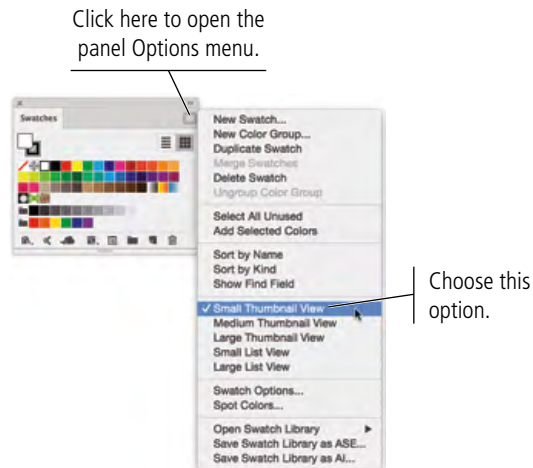 Click here to open the
panel Options menu.
Swatches
New Swatch...
New Color Group...
Duplicate Swatch
Merge Swatches
Delete Swatch
Ungroup Color Group
Select All Unused
Add Selected Colors
Sort by Name
Sort by Kind
Show Find Field
✓ Small Thumbnail View
Medium Thumbnail View
Large Thumbnail View
Small List View
Large List View
Choose this
option.
Swatch Options...
Spot Colors...
Open Swatch Library
Save Swatch Library as ASE...
Save Swatch Library as AI...